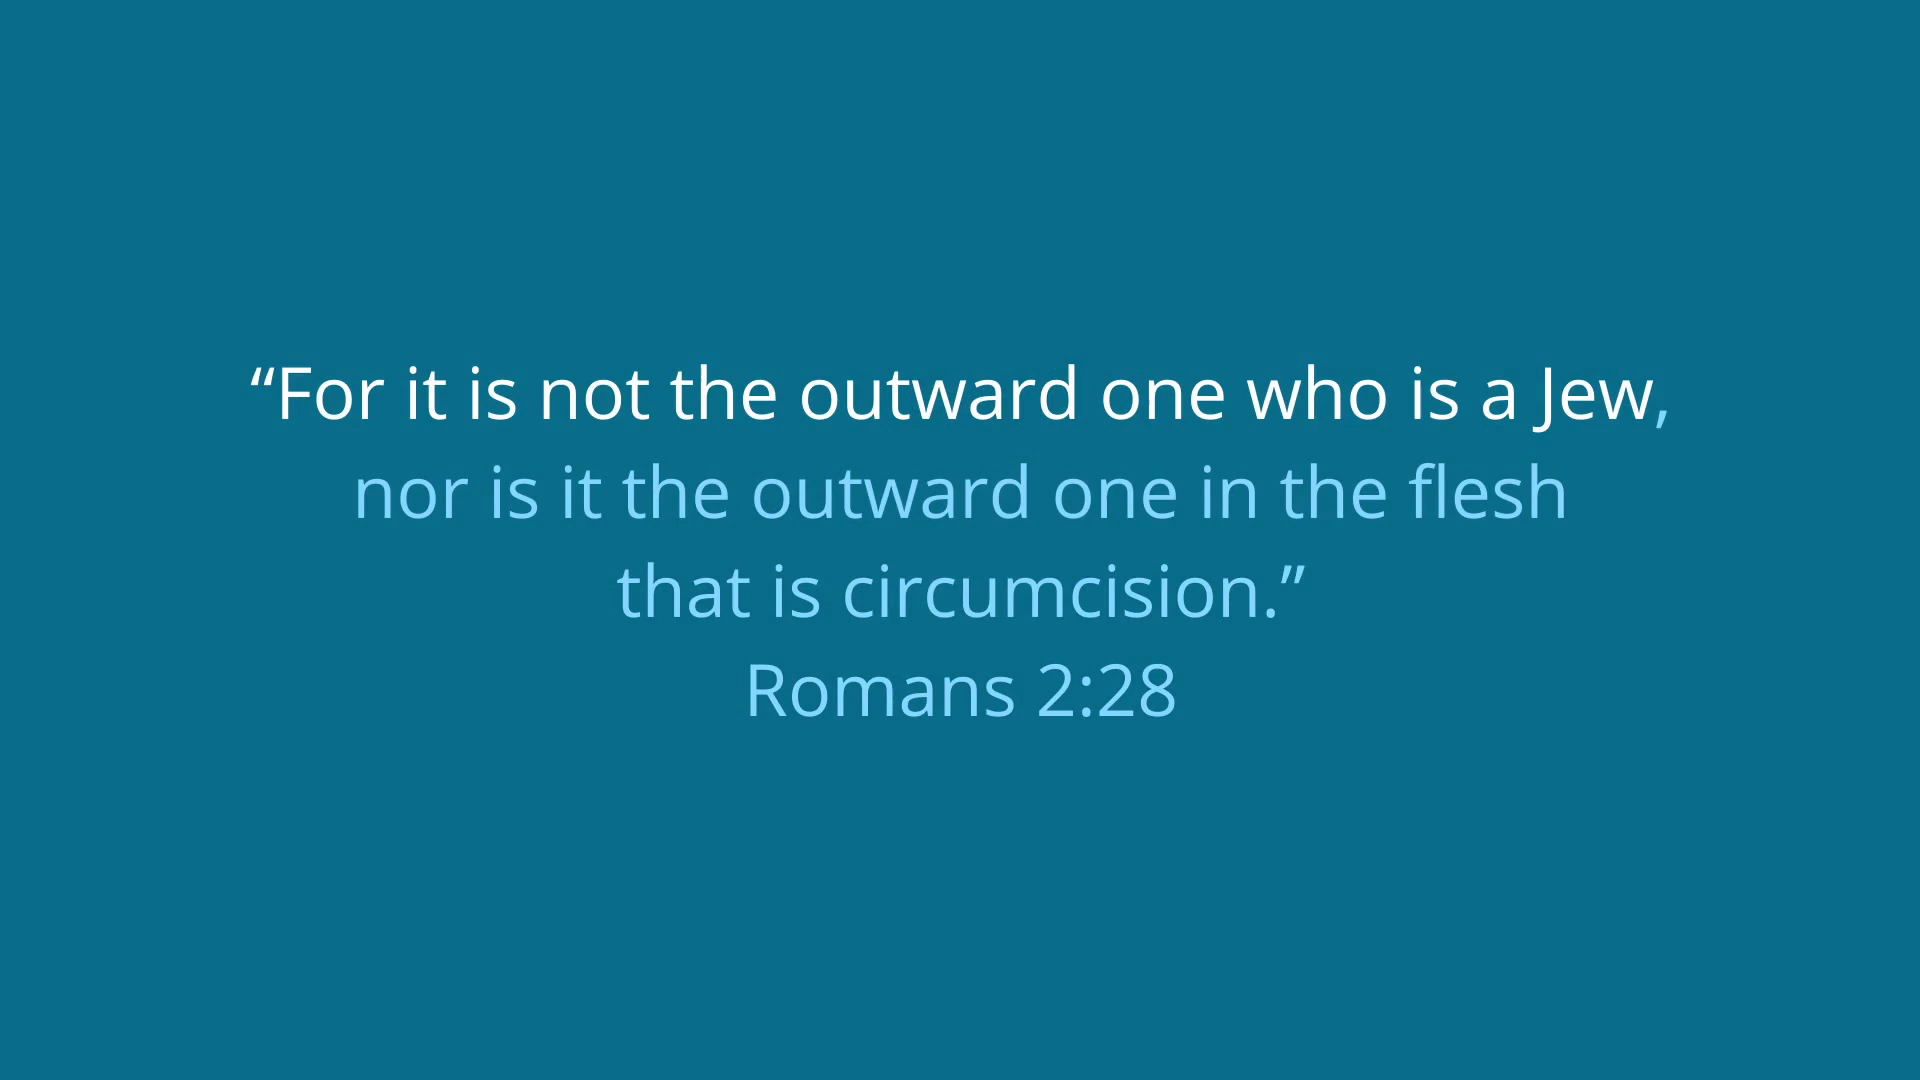 “For it is not the outward one who is a Jew,
nor is it the outward one in the flesh
that is circumcision.”
Romans 2:28